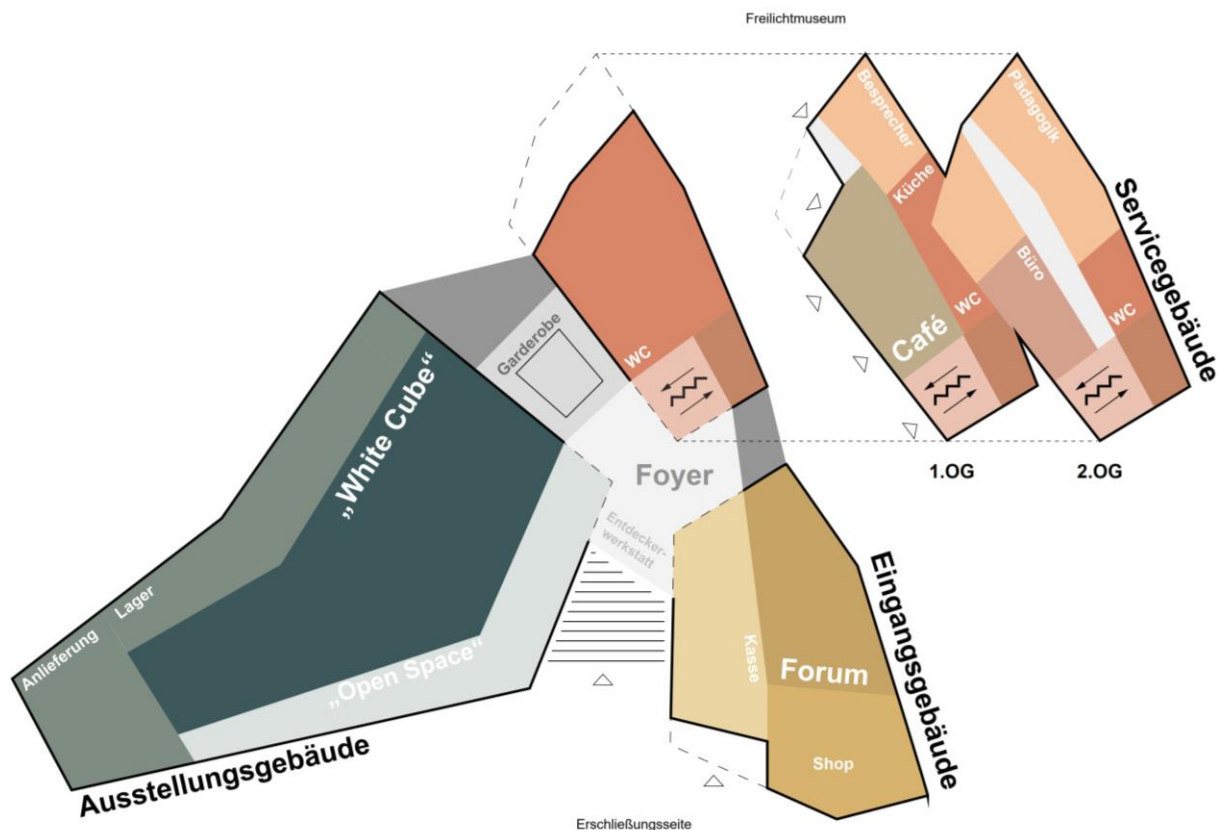 Freilichtmuseum
Besprecher
Pädagogik
Küche
Servicegebäude
Büro
WC
WC
Café
1.OG
2.OG
Garderobe
WC
„White Cube“
Foyer
Entdecker-
werkstatt
Lager
Anlieferung
„Open Space“
Ausstellungsgebäude
Kasse
Forum
Eingangsgebäude
Shop
Erschließungsseite